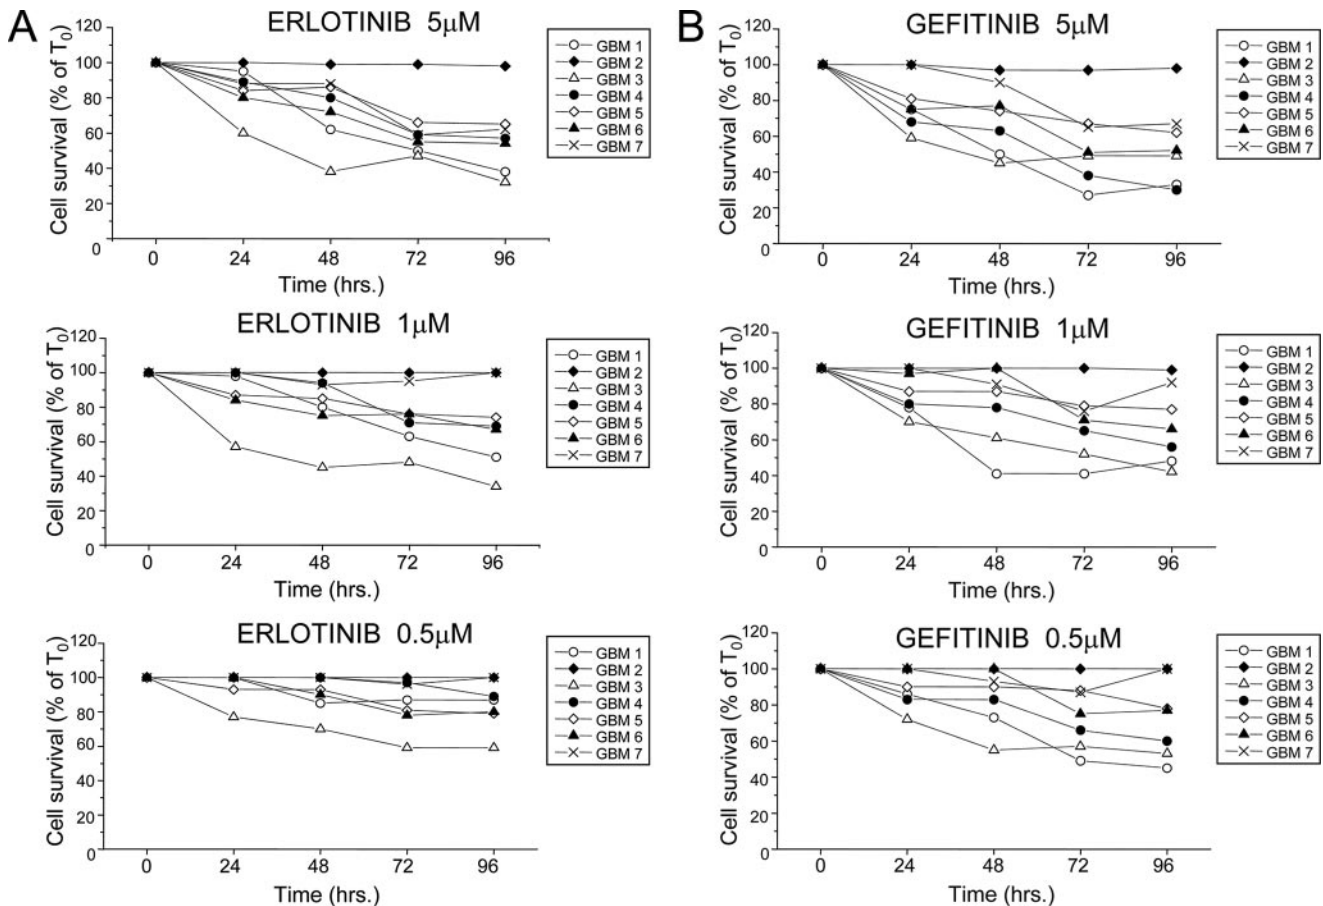 A
ERLOTINIB 5μM
Cell survival (% of T0)
120
100
80
60
40
20
0
0 24 48 72 96
Time (hrs.)
GBM 1
GBM 2
GBM 3
GBM 4
GBM 5
GBM 6
GBM 7
ERLOTINIB 1μM
Cell survival (% of T0)
120
100
80
60
40
20
0
0 24 48 72 96
Time (hrs.)
GBM 1
GBM 2
GBM 3
GBM 4
GBM 5
GBM 6
GBM 7
ERLOTINIB 0.5μM
Cell survival (% of T0)
120
100
80
60
40
20
0
0 24 48 72 96
Time (hrs.)
GBM 1
GBM 2
GBM 3
GBM 4
GBM 5
GBM 6
GBM 7
B
GEFITINIB 5μM
Cell survival (% of T0)
120
100
80
60
40
20
0
0 24 48 72 96
Time (hrs.)
GBM 1
GBM 2
GBM 3
GBM 4
GBM 5
GBM 6
GBM 7
GEFITINIB 1μM
Cell survival (% of T0)
120
100
80
60
40
20
0
0 24 48 72 96
Time (hrs.)
GBM 1
GBM 2
GBM 3
GBM 4
GBM 5
GBM 6
GBM 7
GEFITINIB 0.5μM
Cell survival (% of T0)
120
100
80
60
40
20
0
0 24 48 72 96
Time (hrs.)
GBM 1
GBM 2
GBM 3
GBM 4
GBM 5
GBM 6
GBM 7